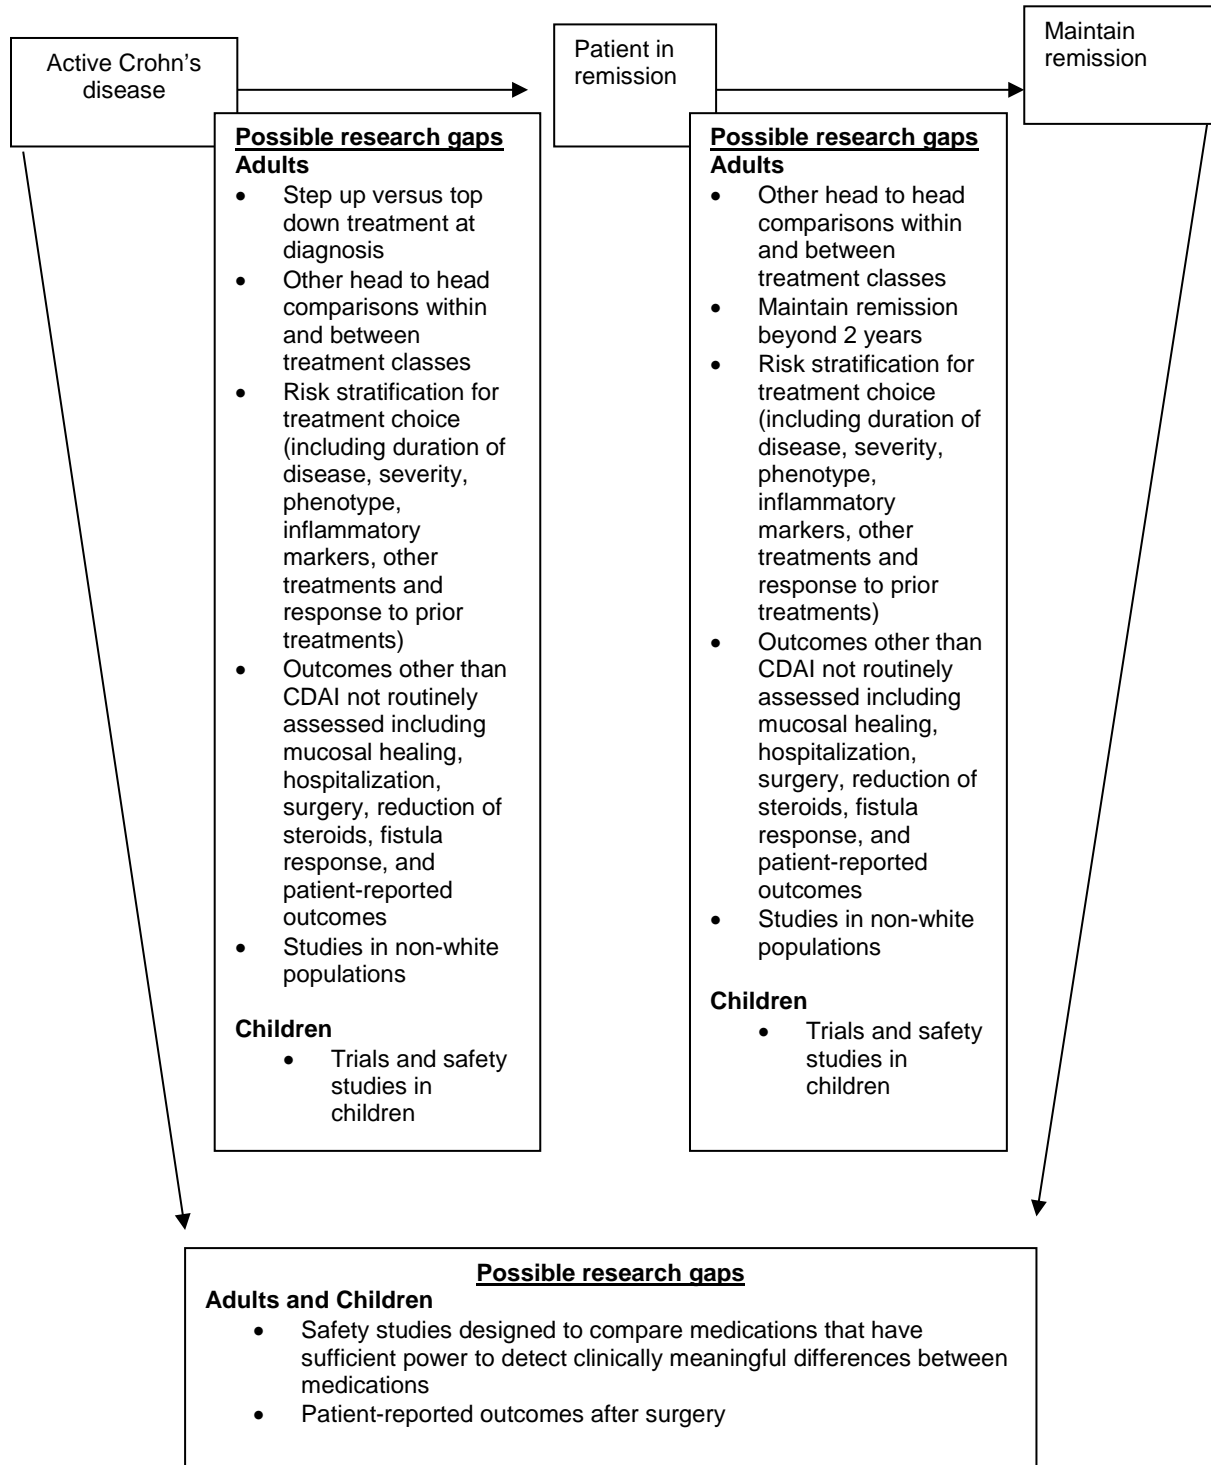 Active Crohn's
disease
Patient in
remission
Maintain
remission
Possible research gaps
Adults
• Step up versus top
down treatment at
diagnosis
• Other head to head
comparisons within
and between
treatment classes
• Risk stratification for
treatment choice
(including duration of
disease, severity,
phenotype,
inflammatory
markers, other
treatments and
response to prior
treatments)
• Outcomes other than
CDAI not routinely
assessed including
mucosal healing,
hospitalization,
surgery, reduction of
steroids, fistula
response, and
patient-reported
outcomes
• Studies in non-white
populations
Children
• Trials and safety
studies in
children
Possible research gaps
Adults
• Other head to head
comparisons within
and between
treatment classes
• Maintain remission
beyond 2 years
• Risk stratification for
treatment choice
(including duration of
disease, severity,
phenotype,
inflammatory
markers, other
treatments and
response to prior
treatments)
• Outcomes other than
CDAI not routinely
assessed including
mucosal healing,
hospitalization,
surgery, reduction of
steroids, fistula
response, and
patient-reported
outcomes
• Studies in non-white
populations
Children
• Trials and safety
studies in
children
Possible research gaps
Adults and Children
• Safety studies designed to compare medications that have
sufficient power to detect clinically meaningful differences between
medications
• Patient-reported outcomes after surgery